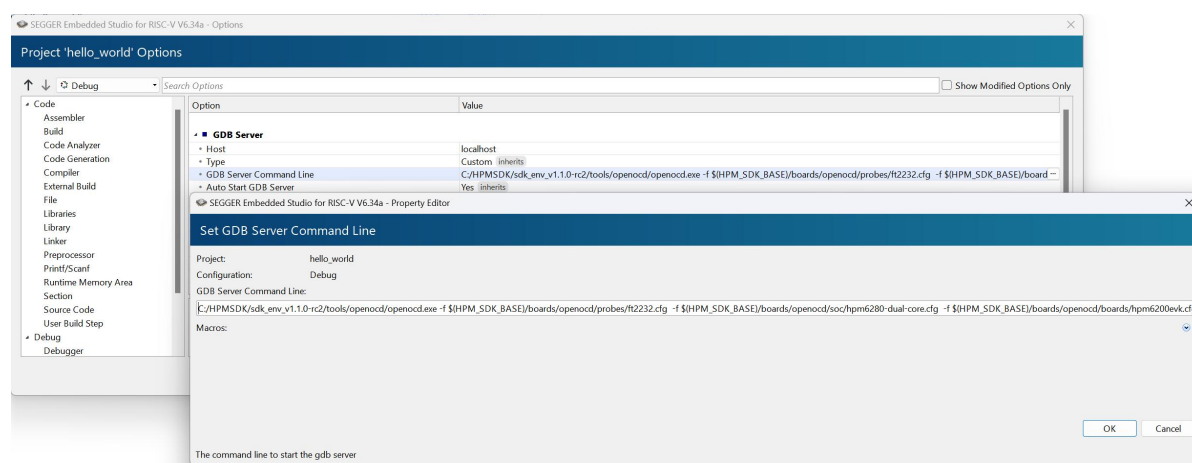 SEGGER Embedded Studio for RISC-V V6.34a - Options
Project 'hello_world' Options
Debug
Search Options
Show Modified Options Only
Code
Assembler
Build
Code Analyzer
Code Generation
Compiler
External Build
File
Libraries
Library
Linker
Preprocessor
Printf/Scanf
Runtime Memory Area
Section
Source Code
User Build Step
Debug
Debugger
Option Value
GDB Server
Host localhost
Type Custom inherits
GDB Server Command Line C:/HPMSDK/sdk_env_v1.1.0-rc2/tools/openocd/openocd.exe -f $(HPM_SDK_BASE)/boards/openocd/probes/ft2232.cfg -f $(HPM_SDK_BASE)/board
Auto Start GDB Server Yes inherits
SEGGER Embedded Studio for RISC-V V6.34a - Property Editor
Set GDB Server Command Line
Project: hello_world
Configuration: Debug
GDB Server Command Line:
C:/HPMSDK/sdk_env_v1.1.0-rc2/tools/openocd/openocd.exe -f $(HPM_SDK_BASE)/boards/openocd/probes/ft2232.cfg -f $(HPM_SDK_BASE)/boards/openocd/soc/hpm6280-dual-core.cfg -f $(HPM_SDK_BASE)/boards/openocd/boards/hpm6200evk.cf
Macros:
OK Cancel
The command line to start the gdb server